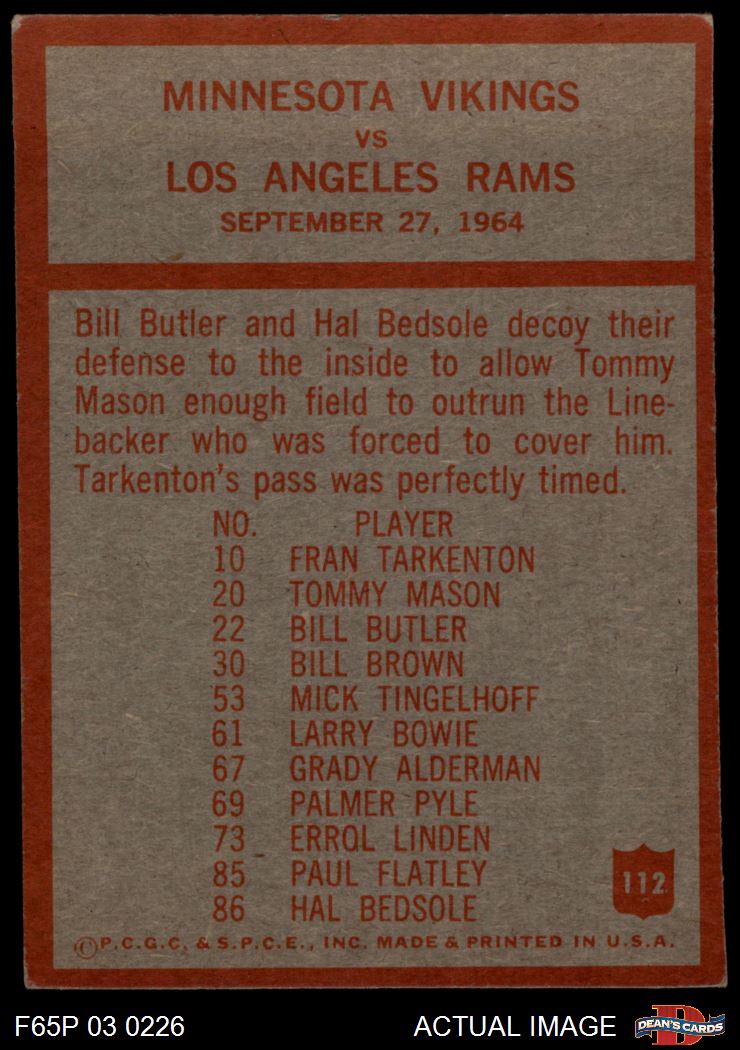 MINNESOTA VIKINGS
VS
LOS ANGELES RAMS
SEPTEMBER 27, 1964
Bill Butler and Hal Bedsole decoy their
defense to the inside to allow Tommy
Mason enough field to outrun the Line-
backer who was forced to cover him.
Tarkenton's pass was perfectly timed.
NO. PLAYER
10 FRAN TARKENTON
20 TOMMY MASON
22 BILL BUTLER
30 BILL BROWN
53 MICK TINGELHOFF
61 LARRY BOWIE
67 GRADY ALDERMAN
69 PALMER PYLE
73 ERROL LINDEN
85 PAUL FLATLEY
86 HAL BEDSOLE
112
©P.C.G.C. & S.P.C.E., INC. MADE & PRINTED IN U.S.A.
F65P 03 0226 ACTUAL IMAGE D DEAN'S CARDS